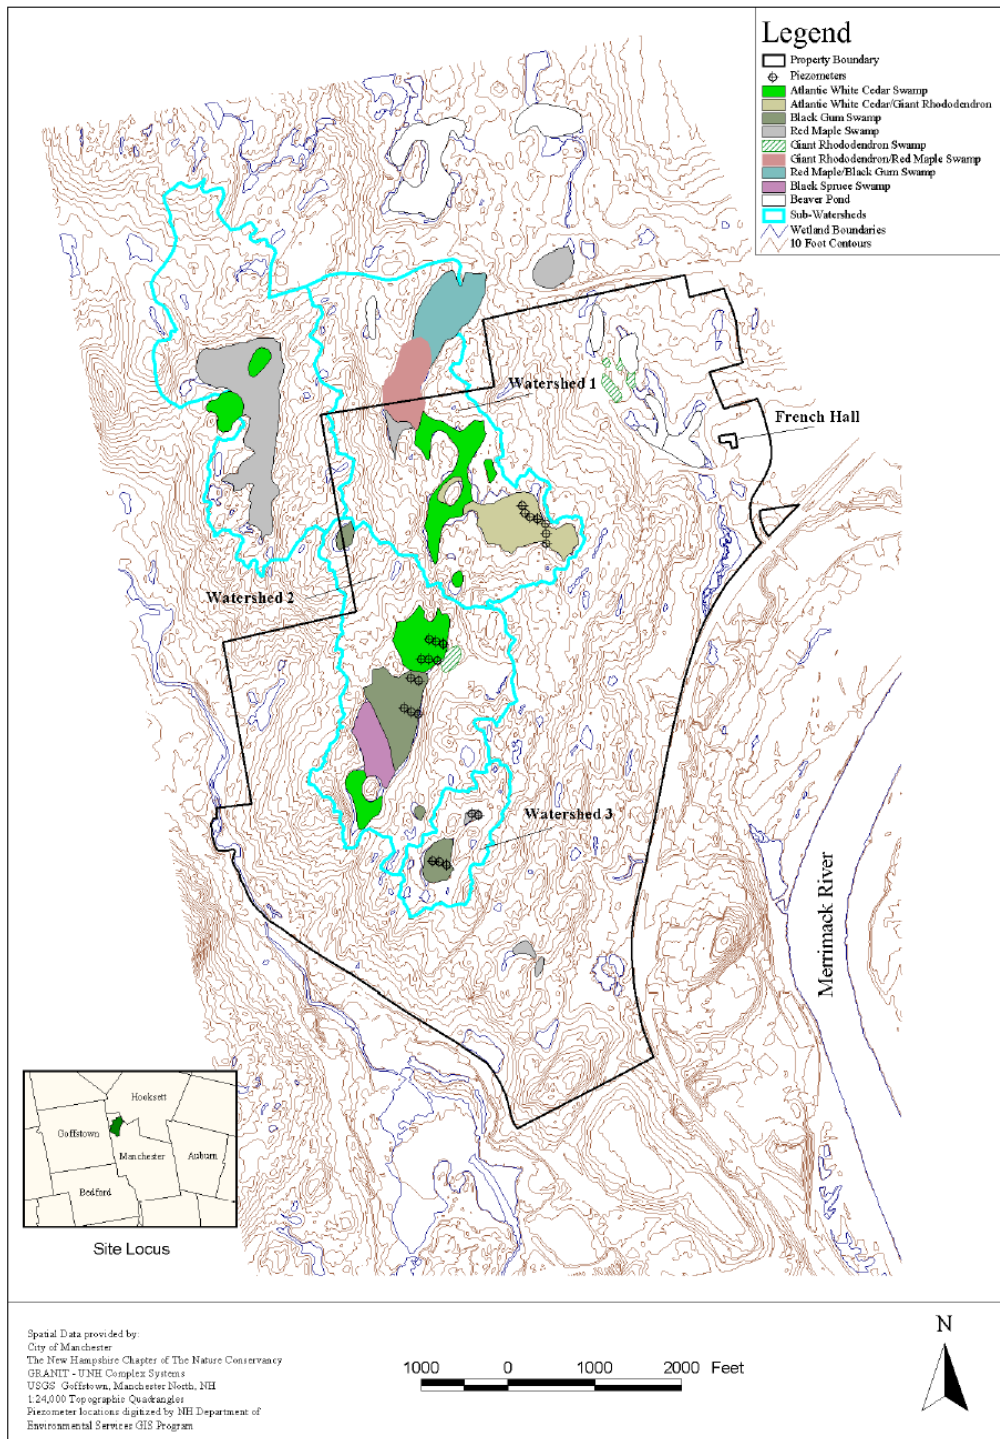 Legend
Property Boundary
Piezometers
Atlantic White Cedar Swamp
Atlantic White Cedar/Giant Rhododendron
Black Gum Swamp
Red Maple Swamp
Giant Rhododendron Swamp
Giant Rhododendron/Red Maple Swamp
Red Maple/Black Gum Swamp
Black Spruce Swamp
Beaver Pond
Sub-Watersheds
Wetland Boundaries
10 Foot Contours
Watershed 1
French Hall
Watershed 2
Watershed 3
Merrimack River
Hooksett
Goffstown
Manchester
Auburn
Bedford
Site Locus
Spatial Data provided by:
City of Manchester
The New Hampshire Chapter of The Nature Conservancy
GRANIT - UNH Complex Systems
USGS Goffstown, Manchester North, NH
1:24,000 Topographic Quadrangles
Piezometer locations digitized by NH Department of
Environmental Services GIS Program
1000 0 1000 2000 Feet
N